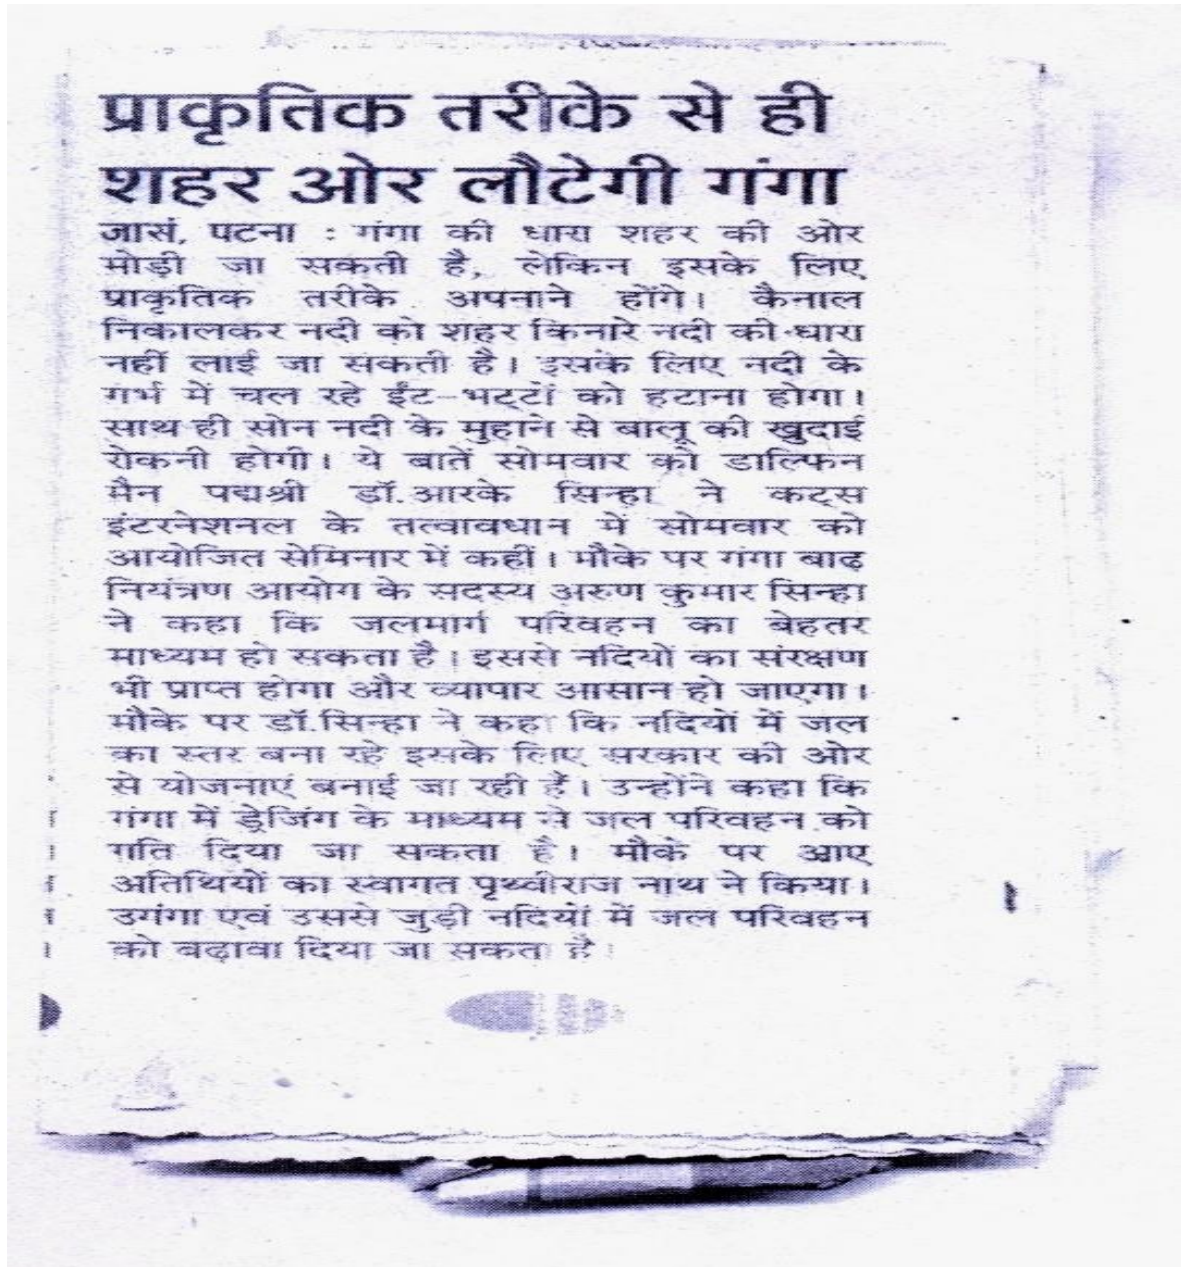 प्राकृतिक तरीके से ही
शहर ओर लौटेगी गंगा
जासं, पटना : गंगा की धारा शहर की ओर
मोड़ी जा सकती है, लेकिन इसके लिए
प्राकृतिक तरीके अपनाने होंगे। कैनाल
निकालकर नदी को शहर किनारे नदी की धारा
नहीं लाई जा सकती है। इसके लिए नदी के
गर्भ में चल रहे ईंट-भट्टों को हटाना होगा।
साथ ही सोन नदी के मुहाने से बालू की खुदाई
रोकनी होगी। ये बातें सोमवार को डाल्फिन
मैन पद्मश्री डॉ.आरके सिन्हा ने कट्स
इंटरनेशनल के तत्वावधान में सोमवार को
आयोजित सेमिनार में कहीं। मौके पर गंगा बाढ़
नियंत्रण आयोग के सदस्य अरुण कुमार सिन्हा
ने कहा कि जलमार्ग परिवहन का बेहतर
माध्यम हो सकता है। इससे नदियों का संरक्षण
भी प्राप्त होगा और व्यापार आसान हो जाएगा।
मौके पर डॉ.सिन्हा ने कहा कि नदियों में जल
का स्तर बना रहे इसके लिए सरकार की ओर
से योजनाएं बनाई जा रही हैं। उन्होंने कहा कि
गंगा में ड्रेजिंग के माध्यम से जल परिवहन को
गति दिया जा सकता है। मौके पर आए
अतिथियों का स्वागत पृथ्वीराज नाथ ने किया।
उगंगा एवं उससे जुड़ी नदियों में जल परिवहन
को बढ़ावा दिया जा सकता है।